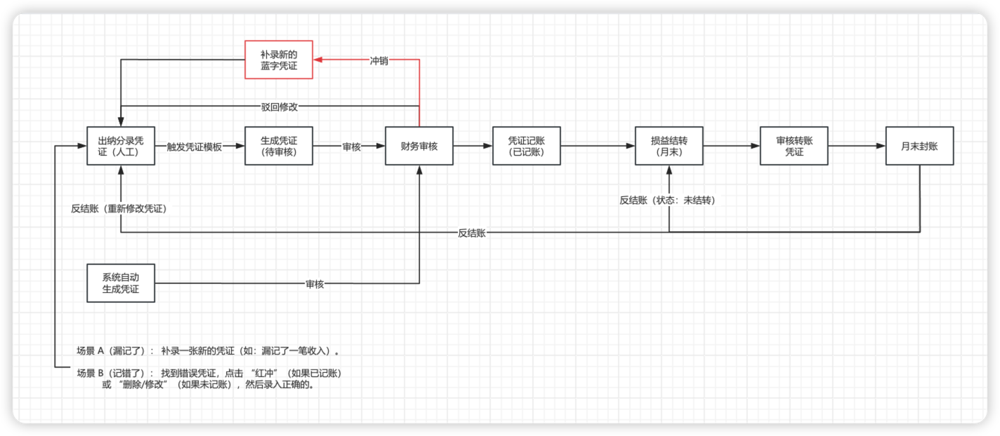 补录新的
蓝字凭证
冲销
驳回修改
出纳分录凭
证（人工）
触发凭证模板
生成凭证
（待审核）
审核
财务审核
凭证记账
（已记账）
损益结转
（月末）
审核转账
凭证
月末封账
反结账（重新修改凭证）
反结账（状态：未结转）
反结账
系统自动
生成凭证
审核
场景 A（漏记了）： 补录一张新的凭证（如：漏记了一笔收入）。
场景 B（记错了）： 找到错误凭证，点击 “红冲” （如果已记账）
或 “删除/修改” （如果未记账），然后录入正确的。